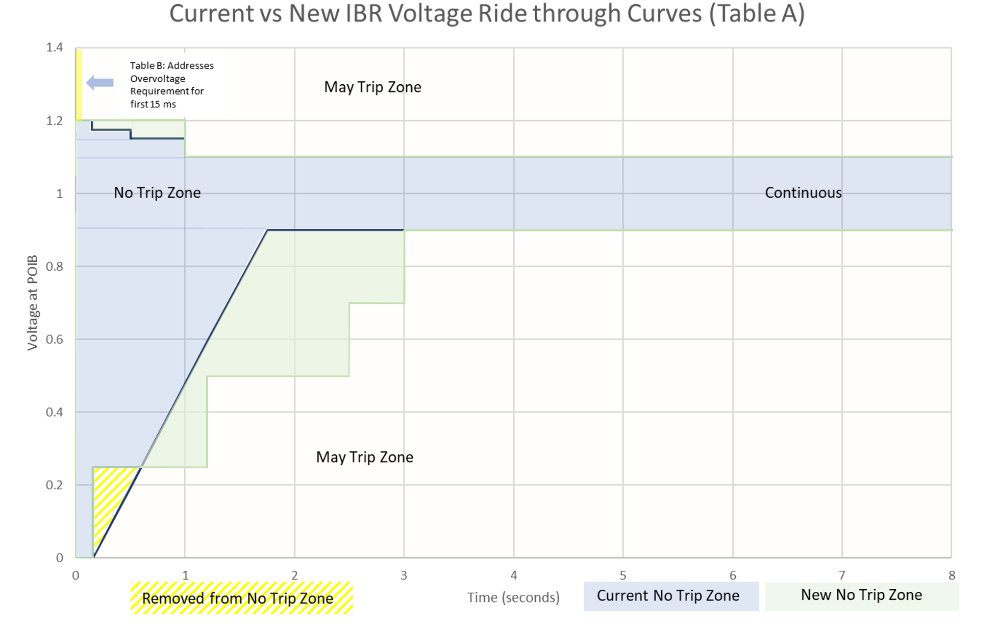 Current vs New IBR Voltage Ride through Curves (Table A)
1.4
Table B: Addresses
Overvoltage
Requirement for
first 15 ms
May Trip Zone
1.2
No Trip Zone
1
Continuous
Voltage at POIB
0.8
0.6
0.4
May Trip Zone
0.2
0
0 1 2 3 4 5 6 7 8
Removed from No Trip Zone
Time (seconds)
Current No Trip Zone
New No Trip Zone